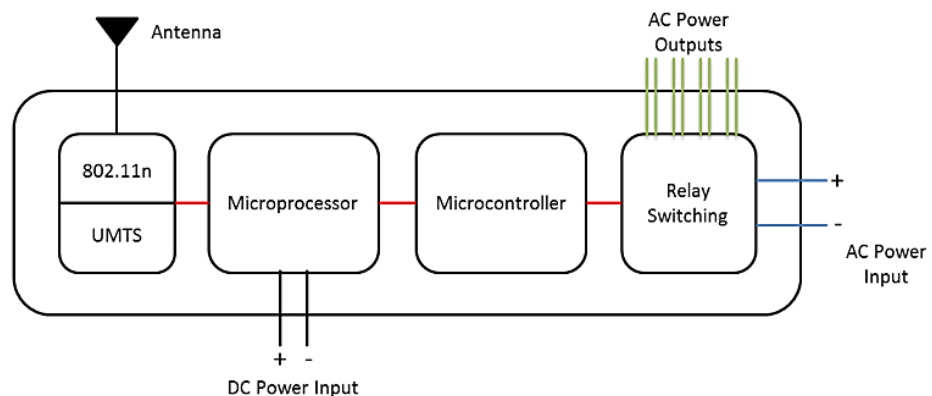 Antenna
AC Power
Outputs
802.11n
UMTS
Microprocessor
Microcontroller
Relay
Switching
+
-
AC Power
Input
+ -
DC Power Input